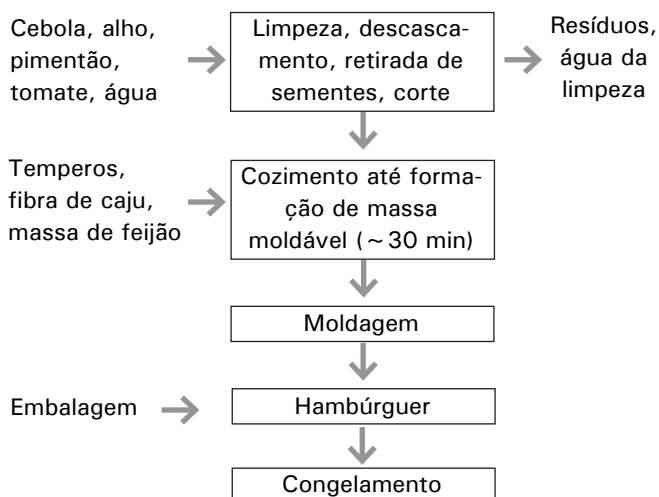 Cebola, alho,
pimentão,
tomate, água
Limpeza, descasca-
mento, retirada de
sementes, corte
Resíduos,
água da
limpeza
Temperos,
fibra de caju,
massa de feijão
Cozimento até forma-
ção de massa
moldável (~30 min)
Moldagem
Embalagem
Hambúrguer
Congelamento